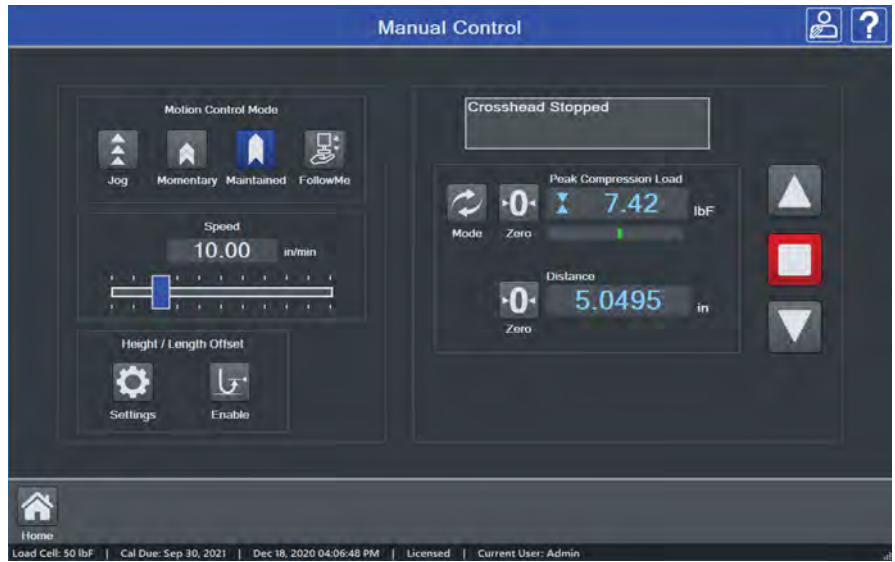 Manual Control
?
Motion Control Mode
Jog
Momentary
Maintained
FollowMe
Speed
10.00 in/min
Height / Length Offset
Settings
Enable
Crosshead Stopped
Peak Compression Load
0
7.42 lbF
Mode
Zero
Distance
0
5.0495 in
Zero
Home
Load Cell: 50 lbF | Cal Due: Sep 30, 2021 | Dec 18, 2020 04:06:48 PM | Licensed | Current User: Admin